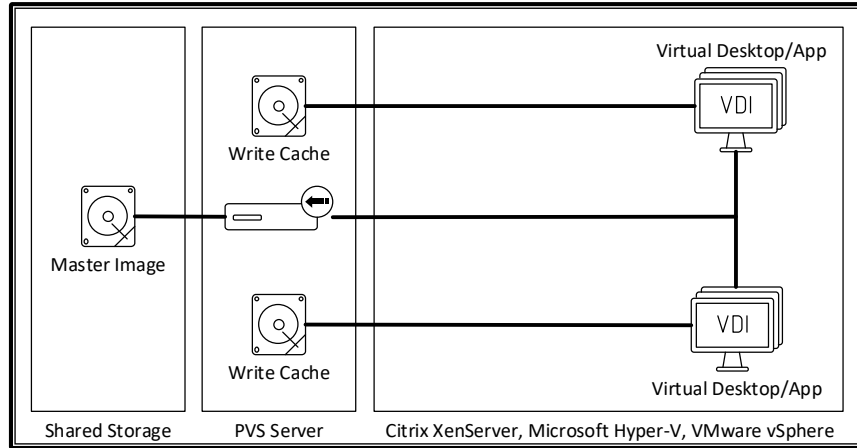 Virtual Desktop/App
VDI
Write Cache
Master Image
VDI
Write Cache
Virtual Desktop/App
Shared Storage
PVS Server
Citrix XenServer, Microsoft Hyper-V, VMware vSphere